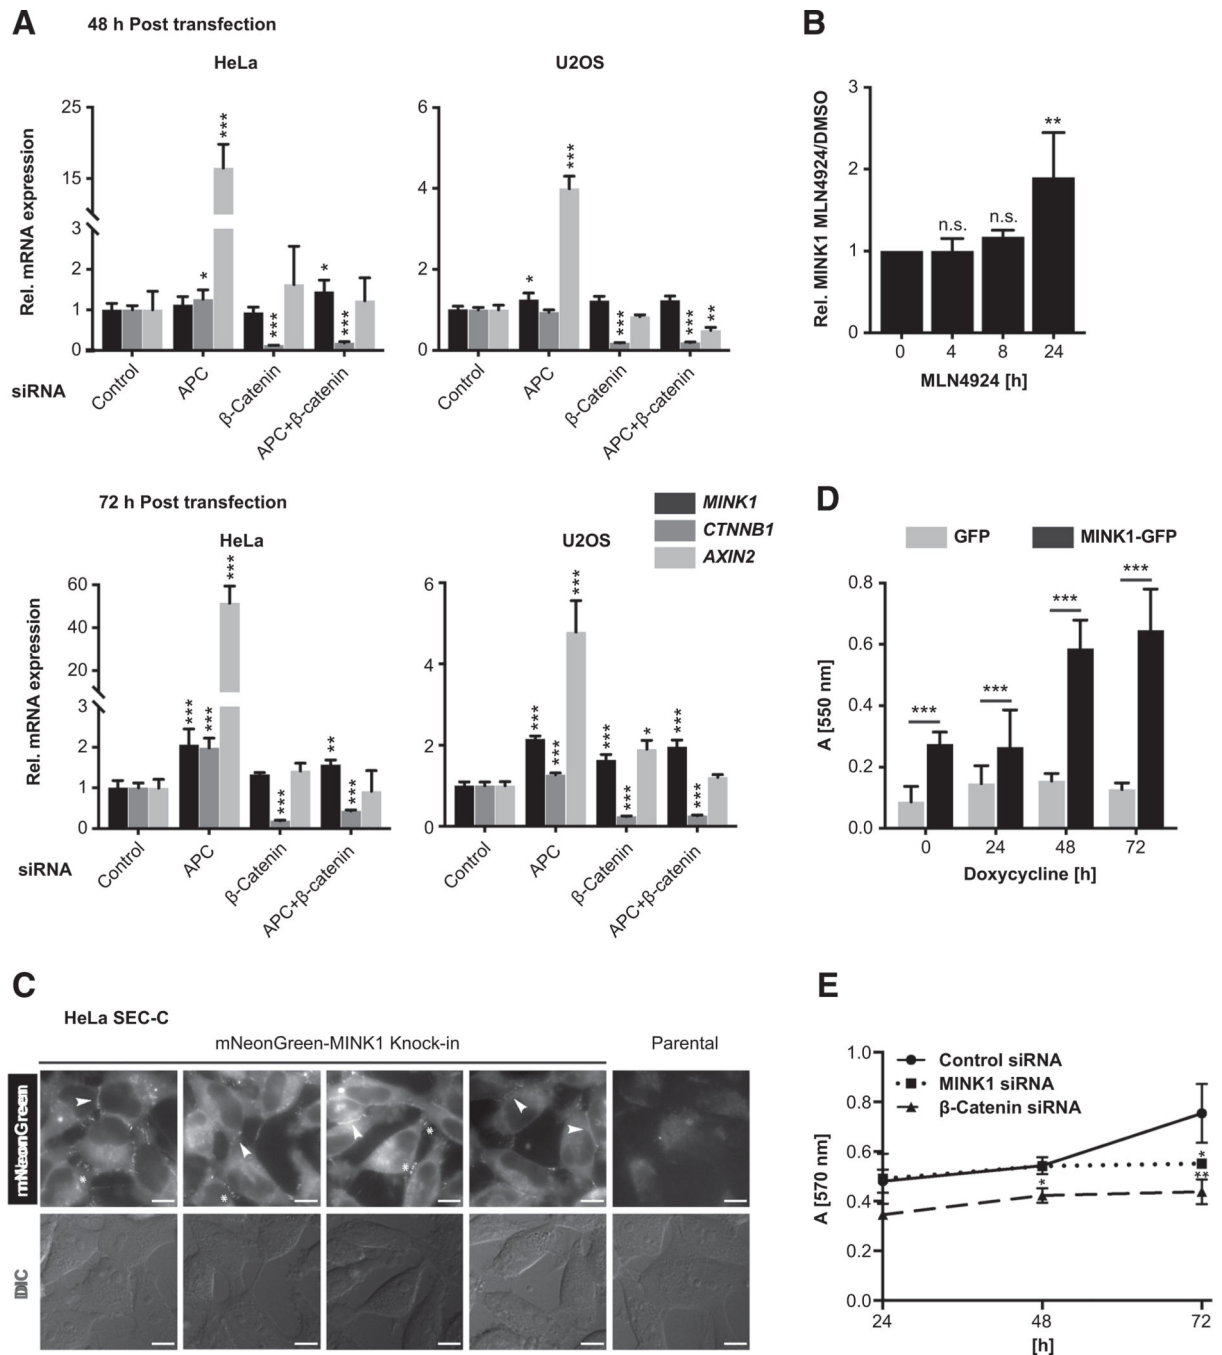 A
48 h Post transfection
HeLa
U2OS
Rel. mRNA expression
25
15
3
2
1
0
***
*
***
*
***
6
4
2
0
*
***
***
***
**
siRNA
Control
APC
β-Catenin
APC+β-catenin
Control
APC
β-Catenin
APC+β-catenin
B
Rel. MINK1 MLN4924/DMSO
3
2
1
0
n.s.
n.s.
**
0 4 8 24
MLN4924 [h]
72 h Post transfection
HeLa
U2OS
MINK1
CTNNB1
AXIN2
Rel. mRNA expression
60
40
20
3
2
1
0
***
***
***
***
**
***
6
4
2
0
***
***
***
***
***
*
***
***
siRNA
Control
APC
β-Catenin
APC+β-catenin
Control
APC
β-Catenin
APC+β-catenin
D
GFP
MINK1-GFP
A [550 nm]
0.8
0.6
0.4
0.2
0.0
***
***
***
***
0 24 48 72
Doxycycline [h]
C
HeLa SEC-C
mNeonGreen-MINK1 Knock-in
Parental
mNeonGreen
*
*
*
*
DIC
E
Control siRNA
MINK1 siRNA
β-Catenin siRNA
A [570 nm]
1.0
0.8
0.6
0.4
0.2
0.0
*
*
**
24 48 72
[h]